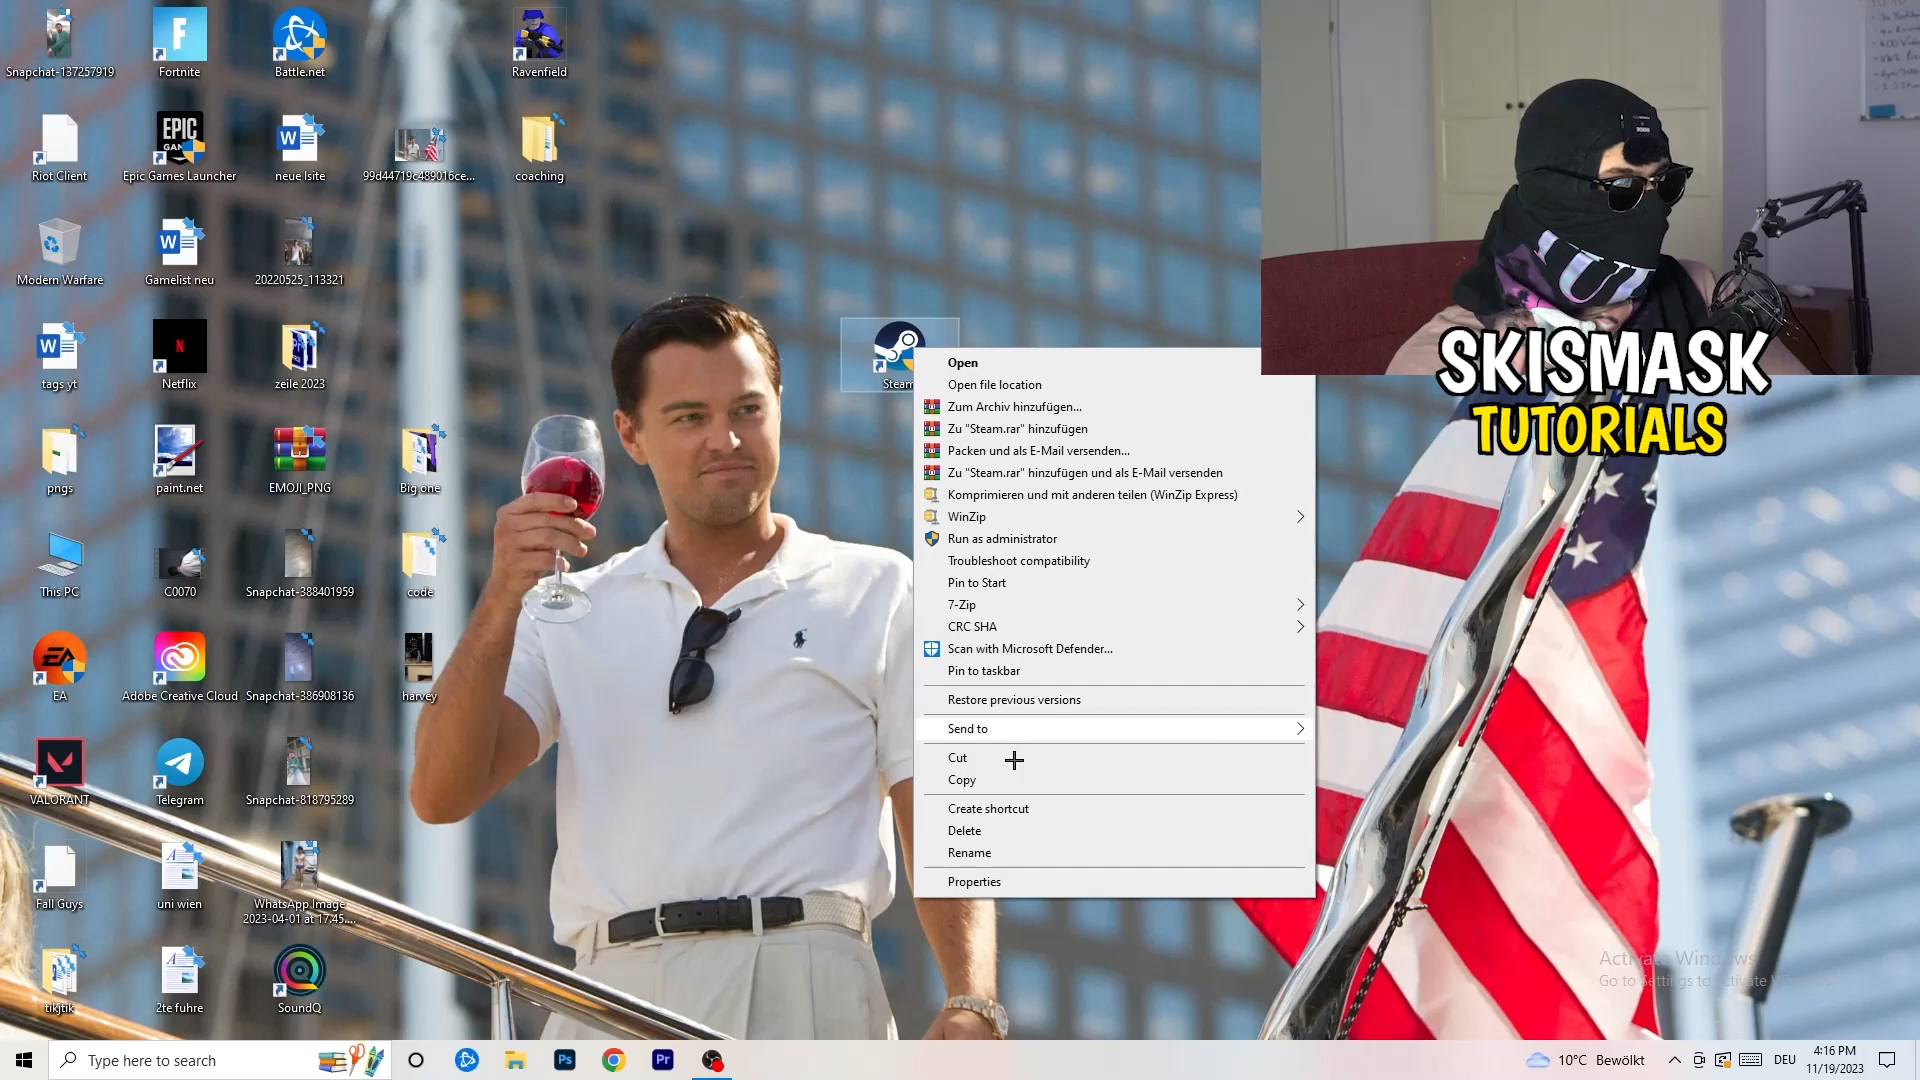 Snapchat-137257919
Fortnite
Battle.net
Ravenfield
Riot Client
EPIC
Epic Games Launcher
neue lsite
99d44719c489016ce...
coaching
Modern Warfare
Gamelist neu
20220525_113321
tags yt
Netflix
zeile 2023
Steam
pngs
paint.net
EMOJI_PNG
Big one
This PC
C0070
Snapchat-388401959
code
EA
Adobe Creative Cloud
Snapchat-386908136
harvey
VALORANT
Telegram
Snapchat-818795289
Fall Guys
uni wien
WhatsApp Image
2023-04-01 at 17.45....
tikjtik
2te fuhre
SoundQ
Open
Open file location
Zum Archiv hinzufügen...
Zu "Steam.rar" hinzufügen
Packen und als E-Mail versenden...
Zu "Steam.rar" hinzufügen und als E-Mail versenden
Komprimieren und mit anderen teilen (WinZip Express)
WinZip
Run as administrator
Troubleshoot compatibility
Pin to Start
7-Zip
CRC SHA
Scan with Microsoft Defender...
Pin to taskbar
Restore previous versions
Send to
Cut
Copy
Create shortcut
Delete
Rename
Properties
SKISMASK
TUTORIALS
Activate Windows
Go to Settings to activate
Type here to search
Ps
Pr
10°C Bewölkt
DEU
4:16 PM
11/19/2023